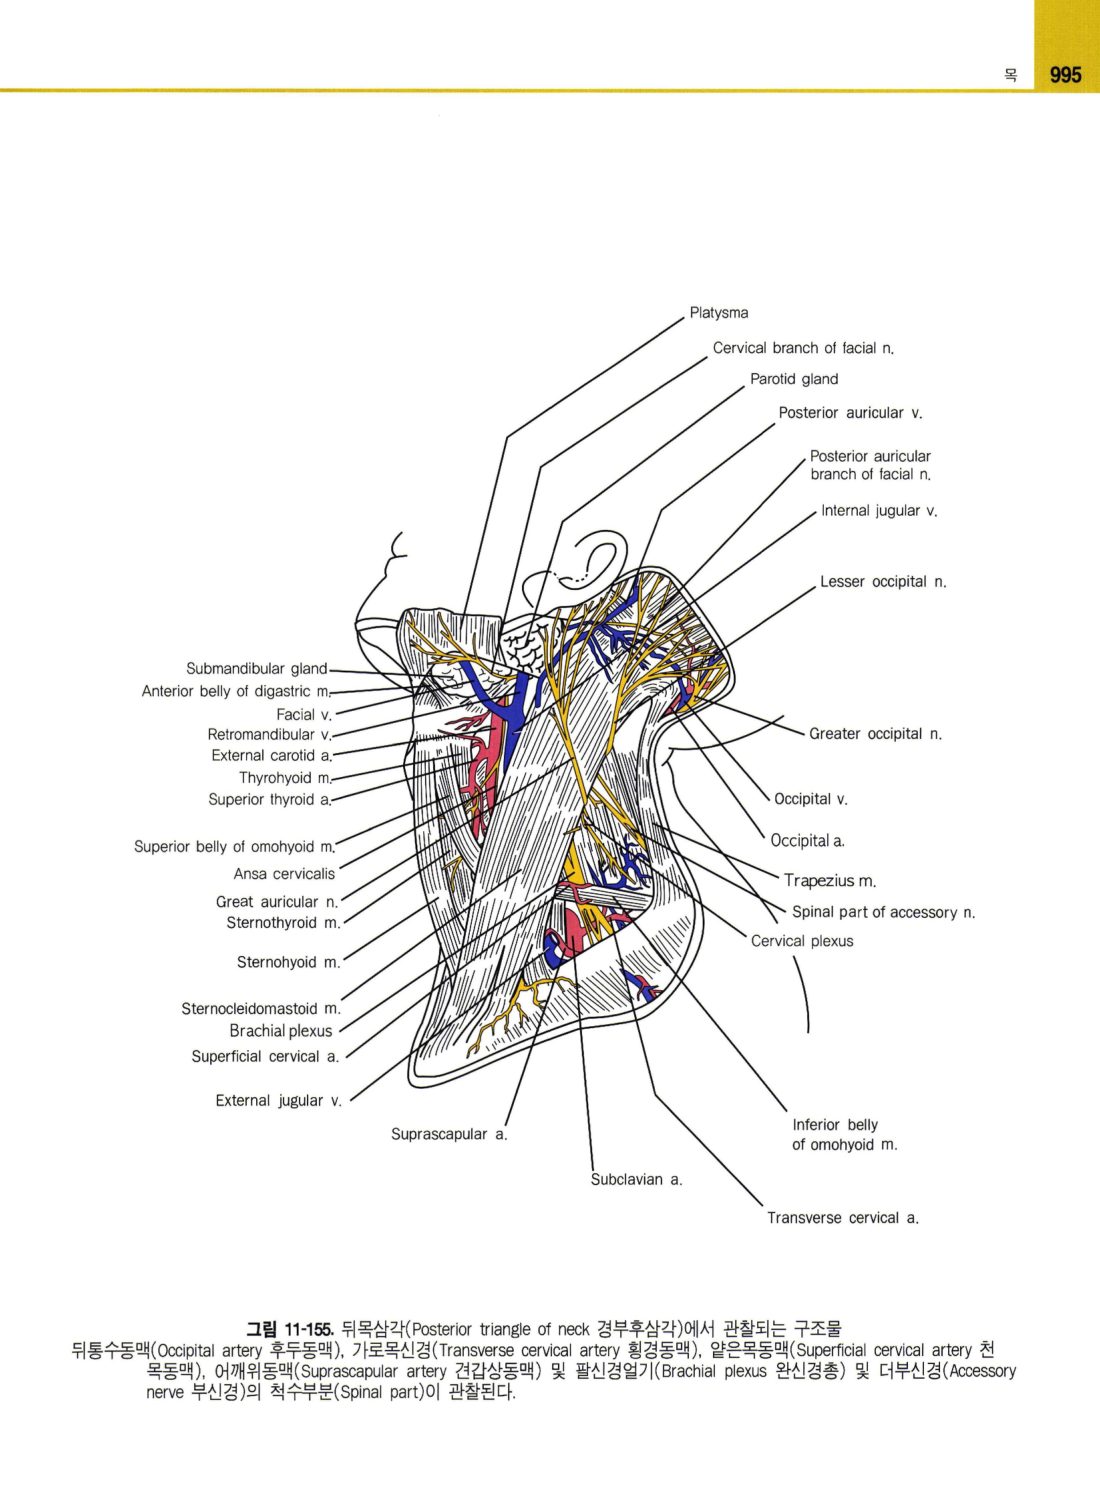 목 995
Platysma
Cervical branch of facial n.
Parotid gland
Posterior auricular v.
Posterior auricular
branch of facial n.
Internal jugular v.
Lesser occipital n.
Submandibular gland
Anterior belly of digastric m.
Facial v.
Retromandibular v.
External carotid a.
Thyrohyoid m.
Superior thyroid a.
Superior belly of omohyoid m.
Ansa cervicalis
Great auricular n.
Sternothyroid m.
Sternohyoid m.
Sternocleidomastoid m.
Brachial plexus
Superficial cervical a.
External jugular v.
Suprascapular a.
Subclavian a.
Transverse cervical a.
Inferior belly
of omohyoid m.
Greater occipital n.
Occipital v.
Occipital a.
Trapezius m.
Spinal part of accessory n.
Cervical plexus
그림 11-155. 뒤목삼각(Posterior triangle of neck 경부후삼각)에서 관찰되는 구조물
뒤통수동맥(Occipital artery 후두동맥), 가로목신경(Transverse cervical artery 횡경동맥), 얕은목동맥(Superficial cervical artery 천
목동맥), 어깨위동맥(Suprascapular artery 견갑상동맥) 및 팔신경얼기(Brachial plexus 완신경총) 및 더부신경(Accessory
nerve 부신경)의 척수부분(Spinal part)이 관찰된다.